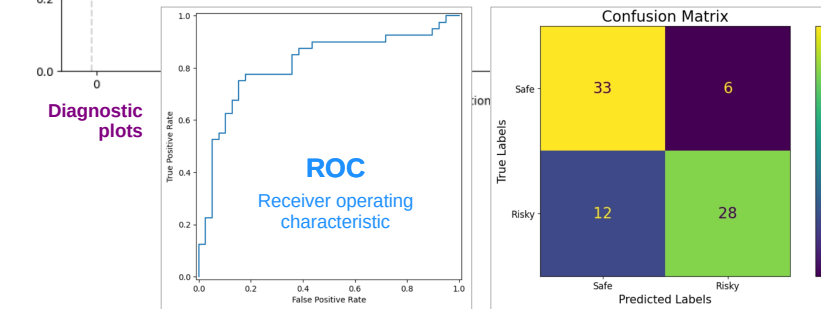 0.2
0.0
0
Diagnostic
plots
1.0
0.8
0.6
0.4
0.2
0.0
True Positive Rate
ROC
Receiver operating
characteristic
0.0 0.2 0.4 0.6 0.8 1.0
False Positive Rate
Confusion Matrix
True Labels
Safe 33 6
Risky 12 28
Safe Risky
Predicted Labels